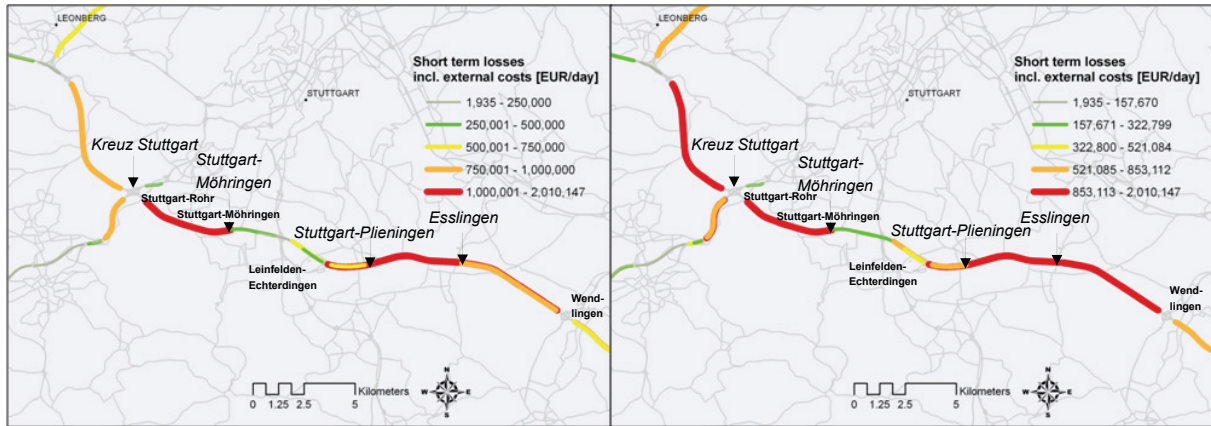 LEONBERG
Short term losses
incl. external costs [EUR/day]
1,935 - 250,000
250,001 - 500,000
500,001 - 750,000
750,001 - 1,000,000
1,000,001 - 2,010,147
STUTTGART
Kreuz Stuttgart
Stuttgart-
Möhringen
Stuttgart-Rohr
Stuttgart-Möhringen
Stuttgart-Plieningen
Esslingen
Leinfelden-
Echterdingen
Wend-
lingen
Kilometers
0 1.25 2.5 5
N
W E
S
LEONBERG
Short term losses
incl. external costs [EUR/day]
1,935 - 157,670
157,671 - 322,799
322,800 - 521,084
521,085 - 853,112
853,113 - 2,010,147
STUTTGART
Kreuz Stuttgart
Stuttgart-
Möhringen
Stuttgart-Rohr
Stuttgart-Möhringen
Stuttgart-Plieningen
Esslingen
Leinfelden-
Echterdingen
Wend-
lingen
Kilometers
0 1.25 2.5 5
N
W E
S